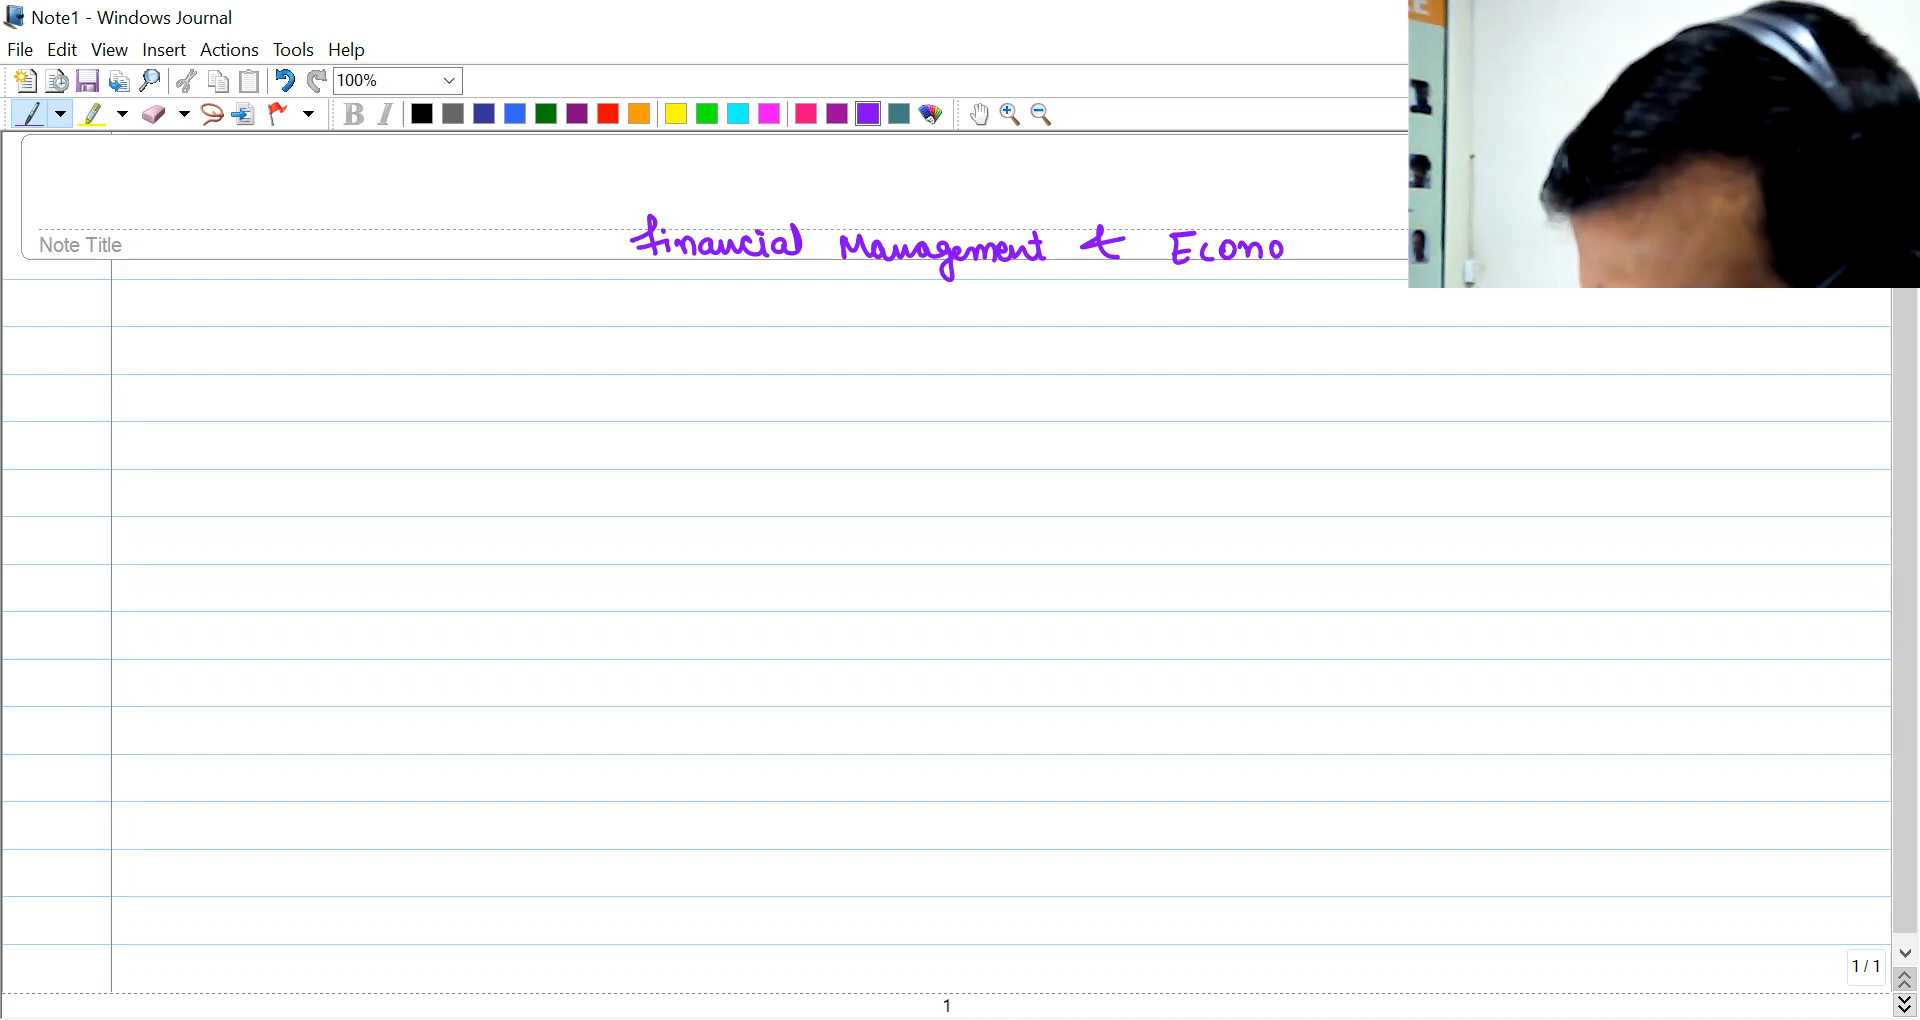 Note1 - Windows Journal
File Edit View Insert Actions Tools Help
100%
B I
Note Title
Financial Management & Econo
1 / 1
1